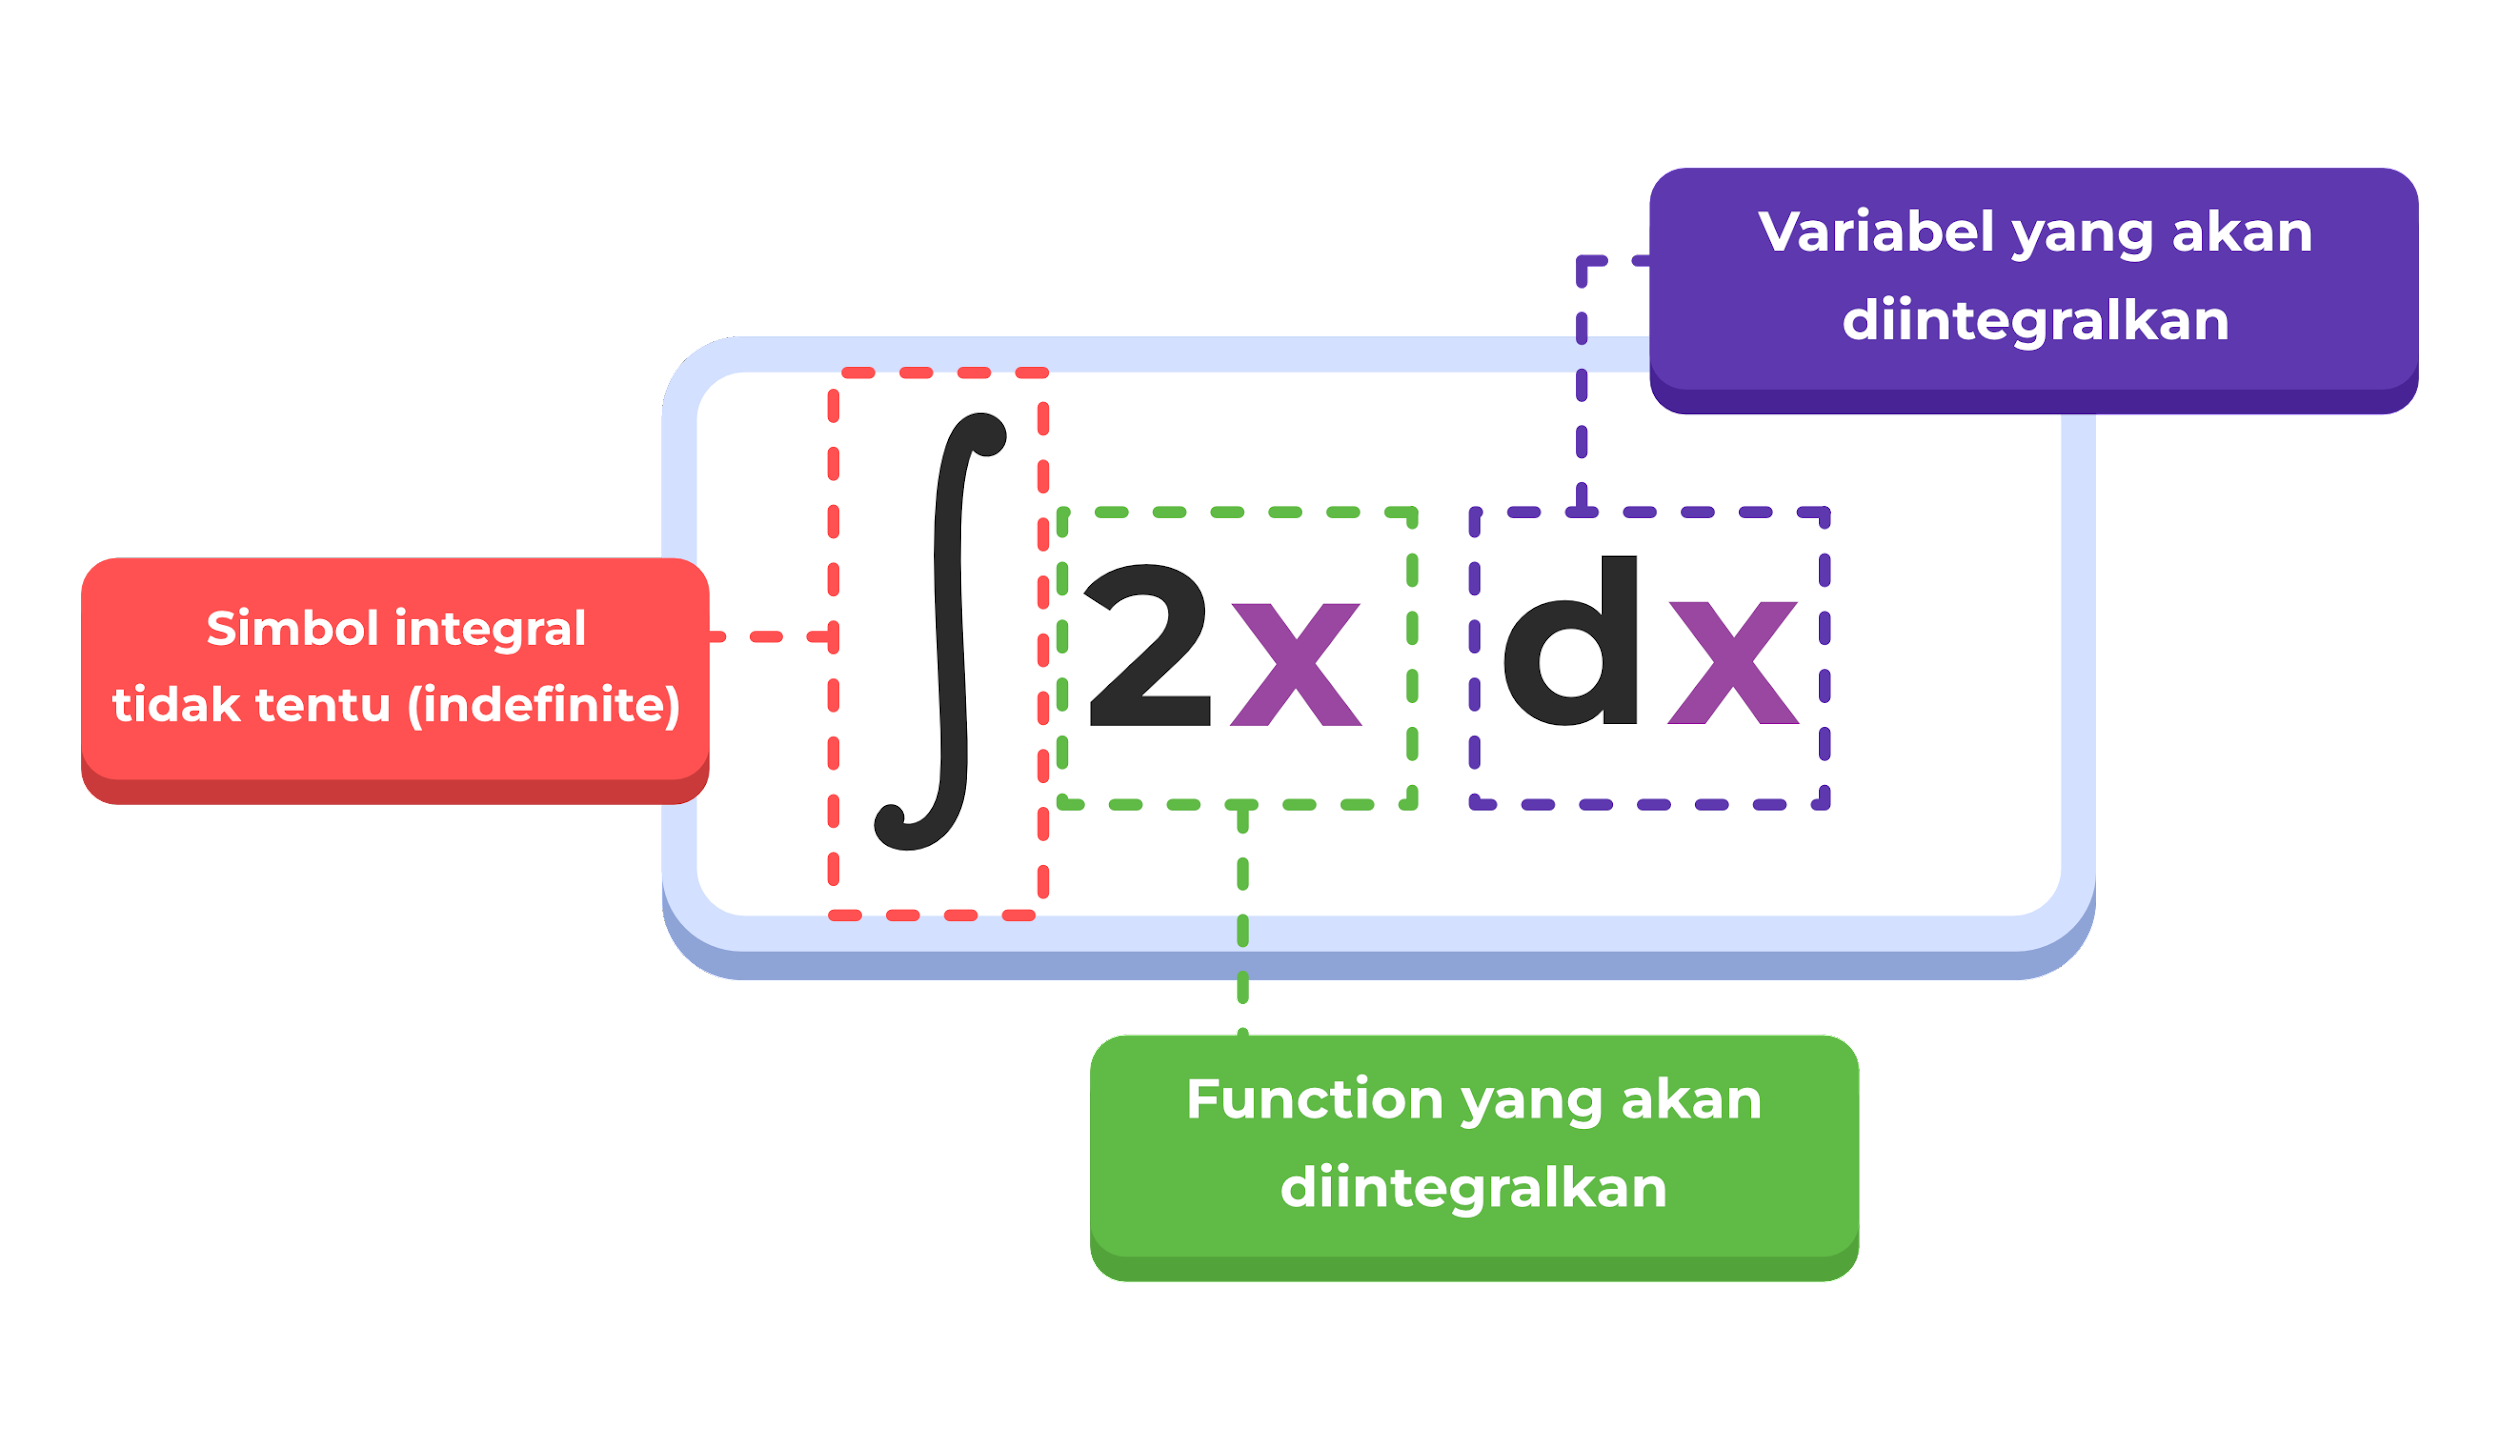 Variabel yang akan
diintegralkan
Simbol integral
tidak tentu (indefinite)
∫ 2x dx
Function yang akan
diintegralkan